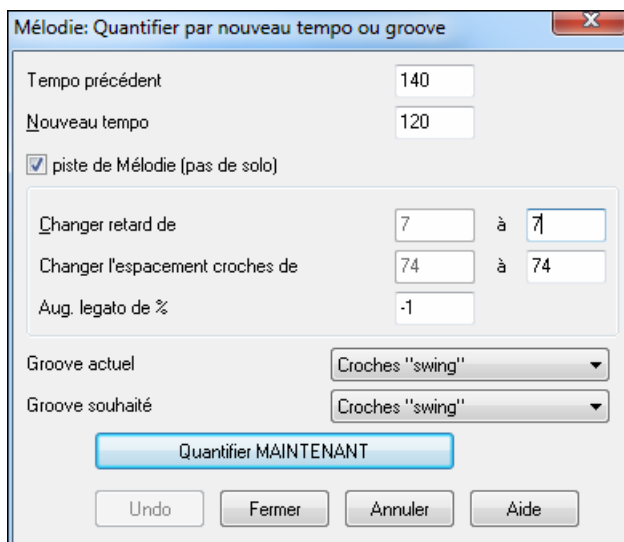 Mélodie: Quantifier par nouveau tempo ou groove
x
Tempo précédent 140
Nouveau tempo 120
piste de Mélodie (pas de solo)
Changer retard de 7 à 7
Changer l'espacement croches de 74 à 74
Aug. legato de % -1
Groove actuel Croches "swing"
Groove souhaité Croches "swing"
Quantifier MAINTENANT
Undo Fermer Annuler Aide